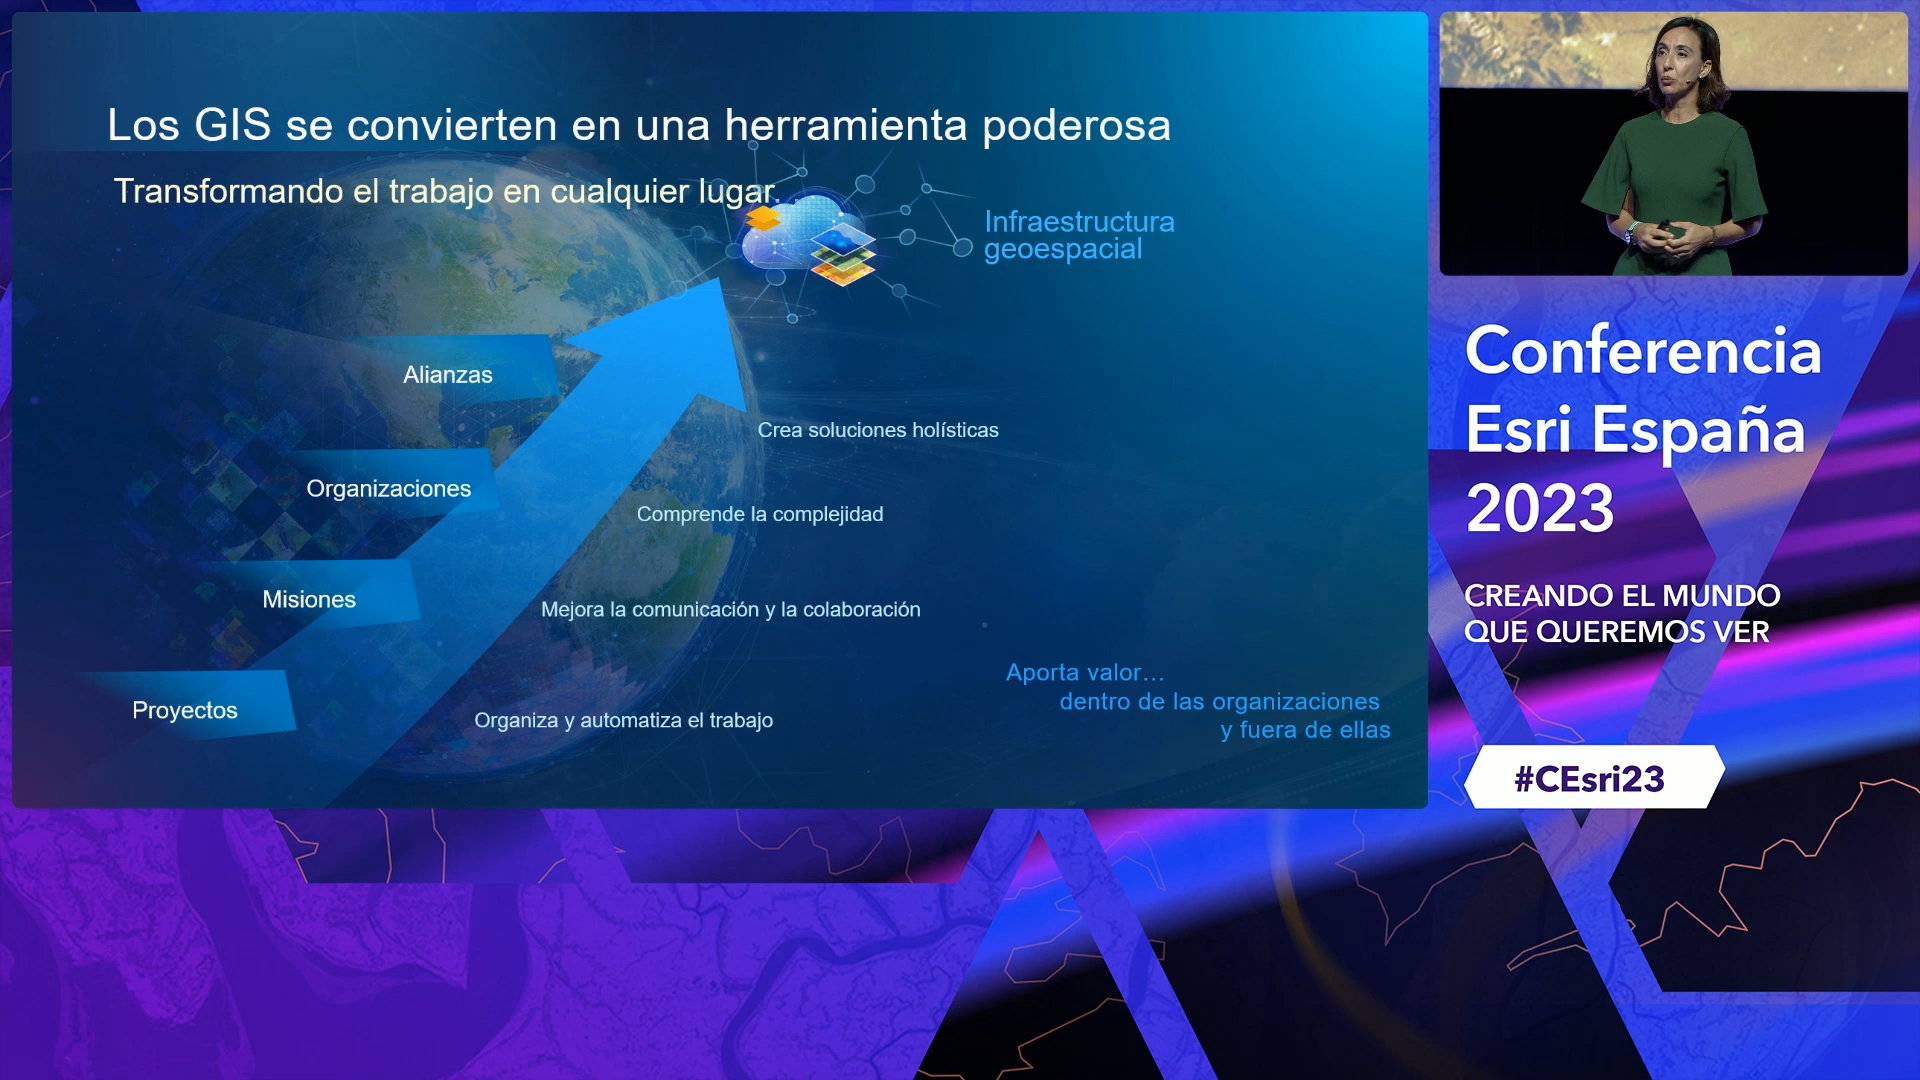 Los GIS se convierten en una herramienta poderosa
Transformando el trabajo en cualquier lugar...
Infraestructura
geoespacial
Alianzas
Crea soluciones holísticas
Organizaciones
Comprende la complejidad
Misiones
Mejora la comunicación y la colaboración
Proyectos
Organiza y automatiza el trabajo
Aporta valor...
dentro de las organizaciones
y fuera de ellas
Conferencia
Esri España
2023
CREANDO EL MUNDO
QUE QUEREMOS VER
#CEsri23